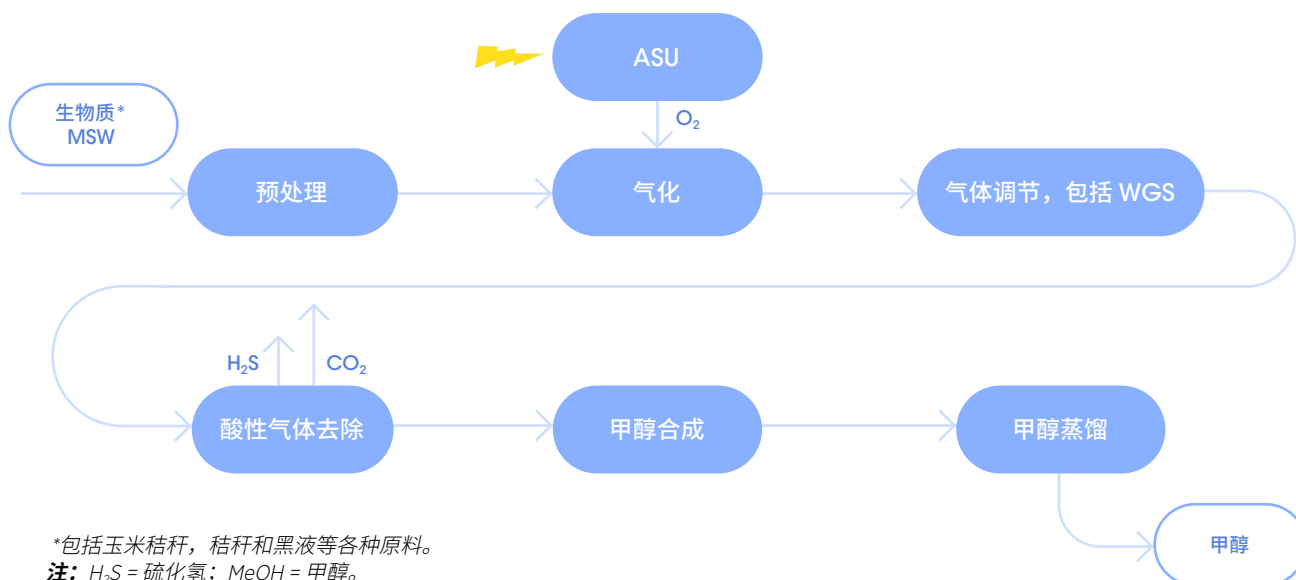 ASU
生物质*
MSW
O₂
预处理
气化
气体调节，包括 WGS
H₂S
CO₂
酸性气体去除
甲醇合成
甲醇蒸馏
甲醇
*包括玉米秸秆，秸秆和黑液等各种原料。
注：H₂S = 硫化氢；MeOH = 甲醇。